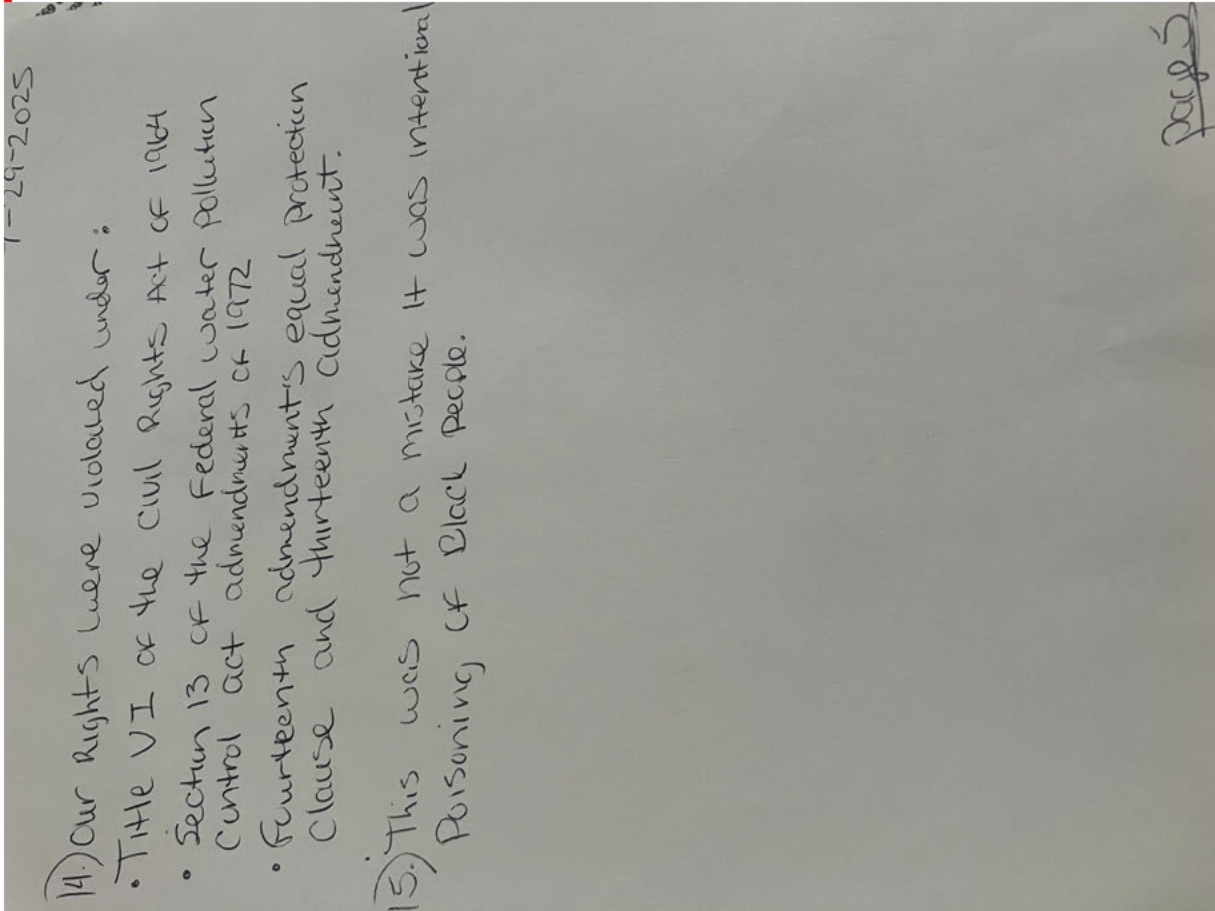 7-29-2025
14.) Our Rights were violated under:
• Title VI of the Civil Rights Act of 1964
• Section 13 of the Federal water pollution
Control act admendments of 1972
• Fourteenth admendment's equal protection
Clause and thirteenth admendment.
15.) This was not a mistake It was intentional
Poisoning of Black People.
page 5